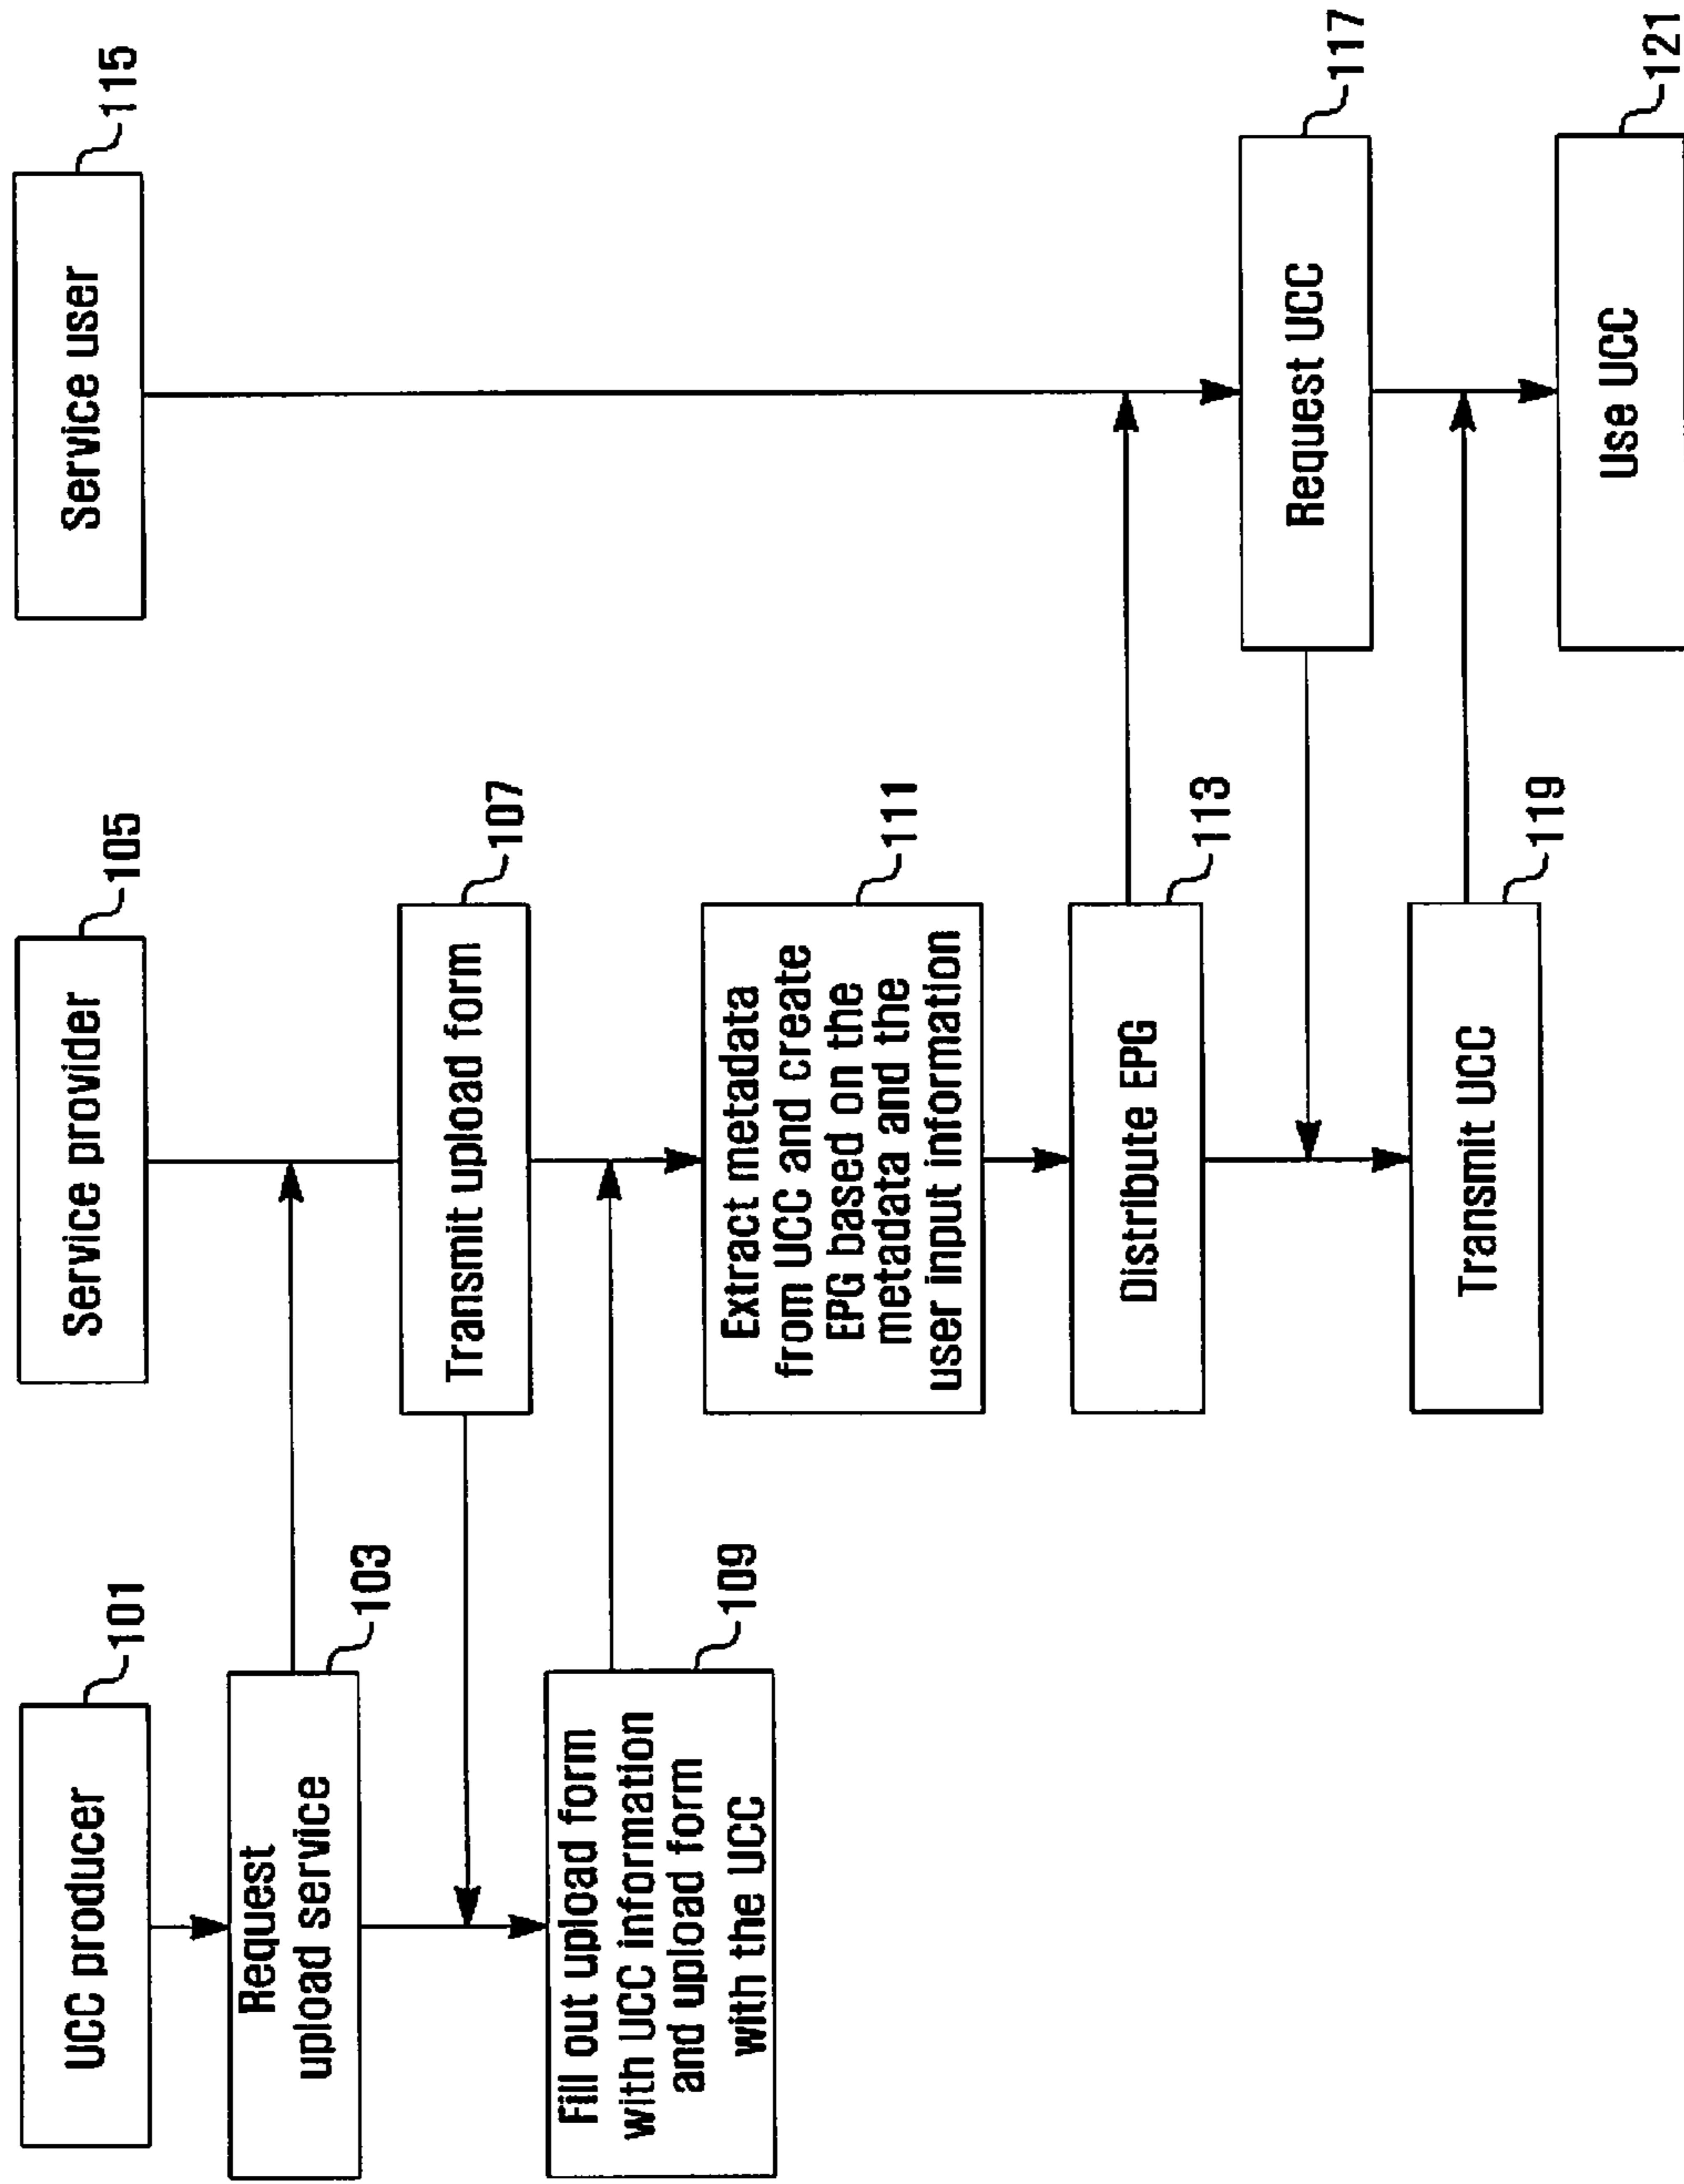 UCC producer
101
Service provider
105
Service user
115
Request
upload service
103
Transmit upload form
107
Fill out upload form
with UCC information
and upload form
with the UCC
109
Extract metadata
from UCC and create
EPG based on the
metadata and the
user input information
111
Distribute EPG
113
Request UCC
117
Transmit UCC
119
Use UCC
121